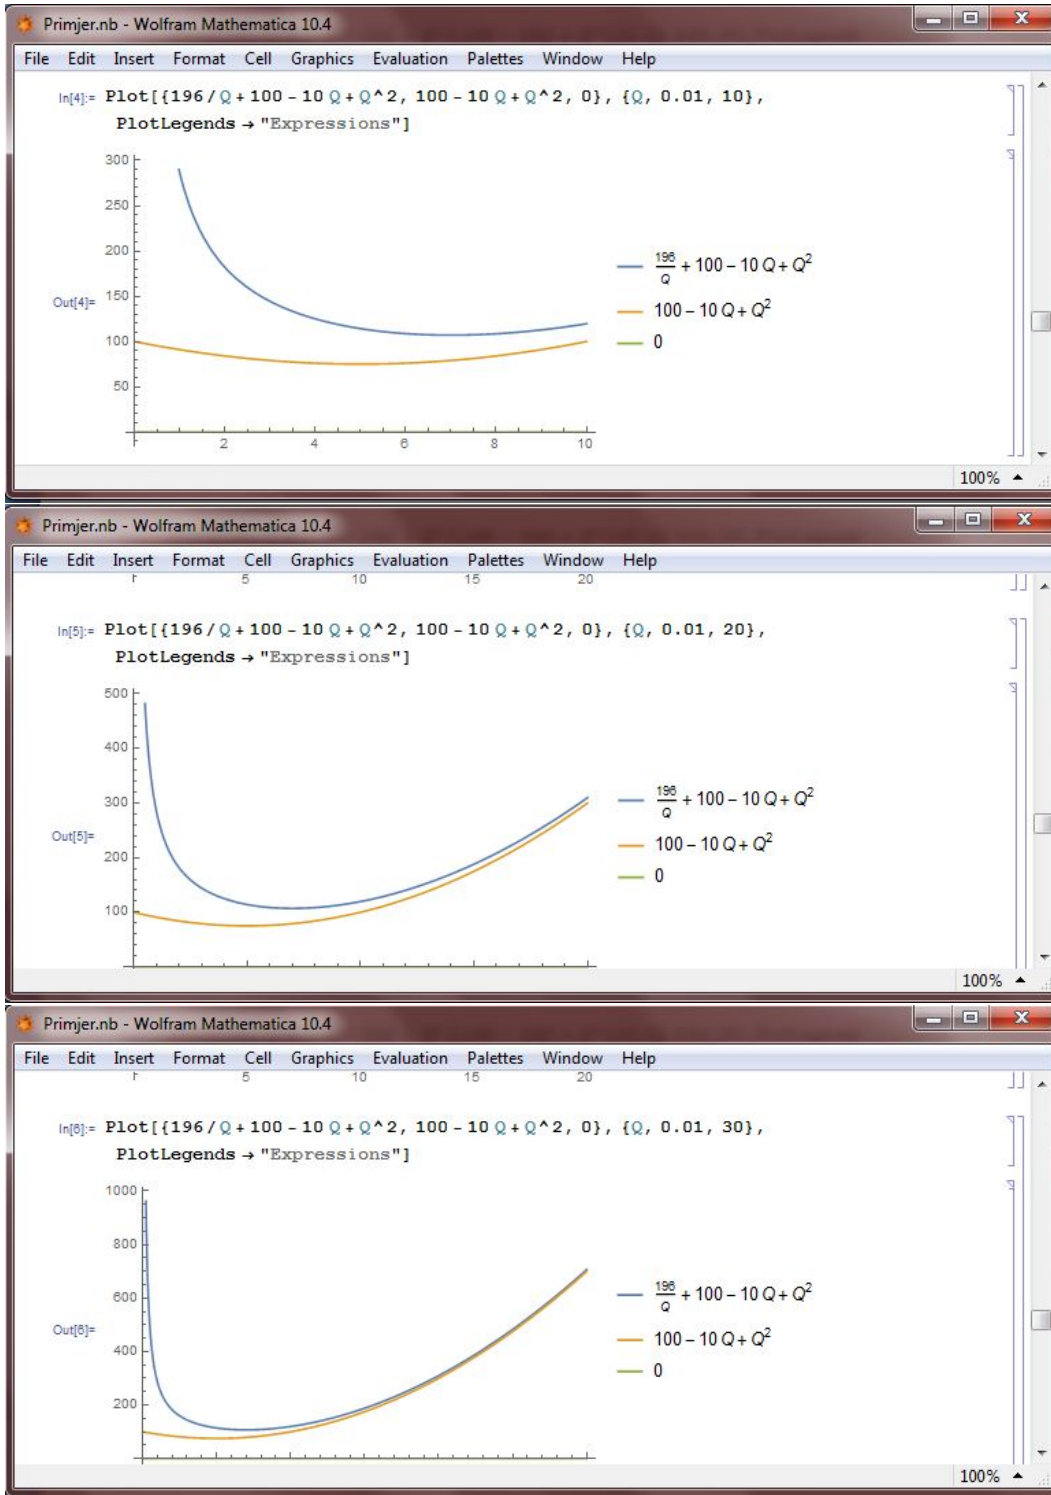 Primjer.nb - Wolfram Mathematica 10.4
File Edit Insert Format Cell Graphics Evaluation Palettes Window Help
In[4]:= Plot[{196/Q+100-10 Q+Q^2, 100-10 Q+Q^2, 0}, {Q, 0.01, 10},
PlotLegends → "Expressions"]
300
250
200
150
100
50
2 4 6 8 10
Out[4]=
196/Q + 100 − 10 Q + Q²
100 − 10 Q + Q²
0
100%
Primjer.nb - Wolfram Mathematica 10.4
File Edit Insert Format Cell Graphics Evaluation Palettes Window Help
5 10 15 20
In[5]:= Plot[{196/Q+100-10 Q+Q^2, 100-10 Q+Q^2, 0}, {Q, 0.01, 20},
PlotLegends → "Expressions"]
500
400
300
200
100
Out[5]=
196/Q + 100 − 10 Q + Q²
100 − 10 Q + Q²
0
100%
Primjer.nb - Wolfram Mathematica 10.4
File Edit Insert Format Cell Graphics Evaluation Palettes Window Help
5 10 15 20
In[6]:= Plot[{196/Q+100-10 Q+Q^2, 100-10 Q+Q^2, 0}, {Q, 0.01, 30},
PlotLegends → "Expressions"]
1000
800
600
400
200
Out[6]=
196/Q + 100 − 10 Q + Q²
100 − 10 Q + Q²
0
100%